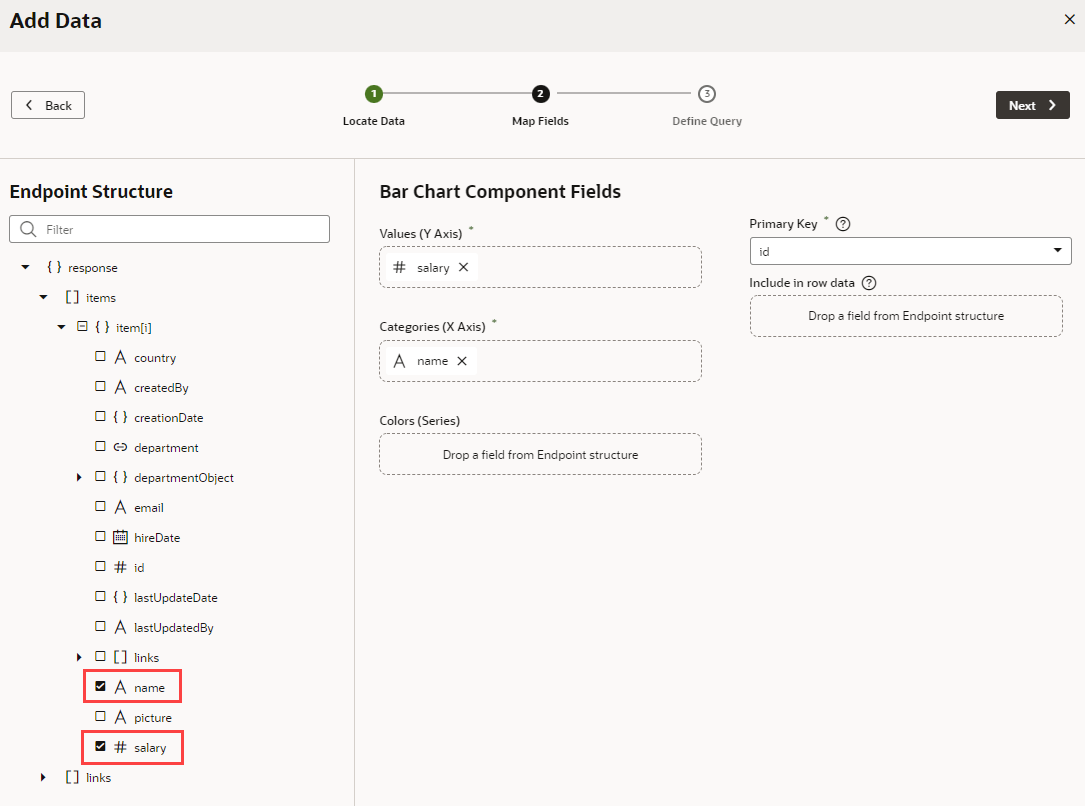 Add Data
Back
1
2
3
Locate Data
Map Fields
Define Query
Next
Endpoint Structure
Filter
{ } response
[ ] items
{ } item[i]
A country
A createdBy
{ } creationDate
department
{ } departmentObject
A email
hireDate
# id
{ } lastUpdateDate
A lastUpdatedBy
[ ] links
A name
A picture
# salary
[ ] links
Bar Chart Component Fields
Values (Y Axis) *
# salary
Categories (X Axis) *
A name
Colors (Series)
Drop a field from Endpoint structure
Primary Key * ?
id
Include in row data ?
Drop a field from Endpoint structure